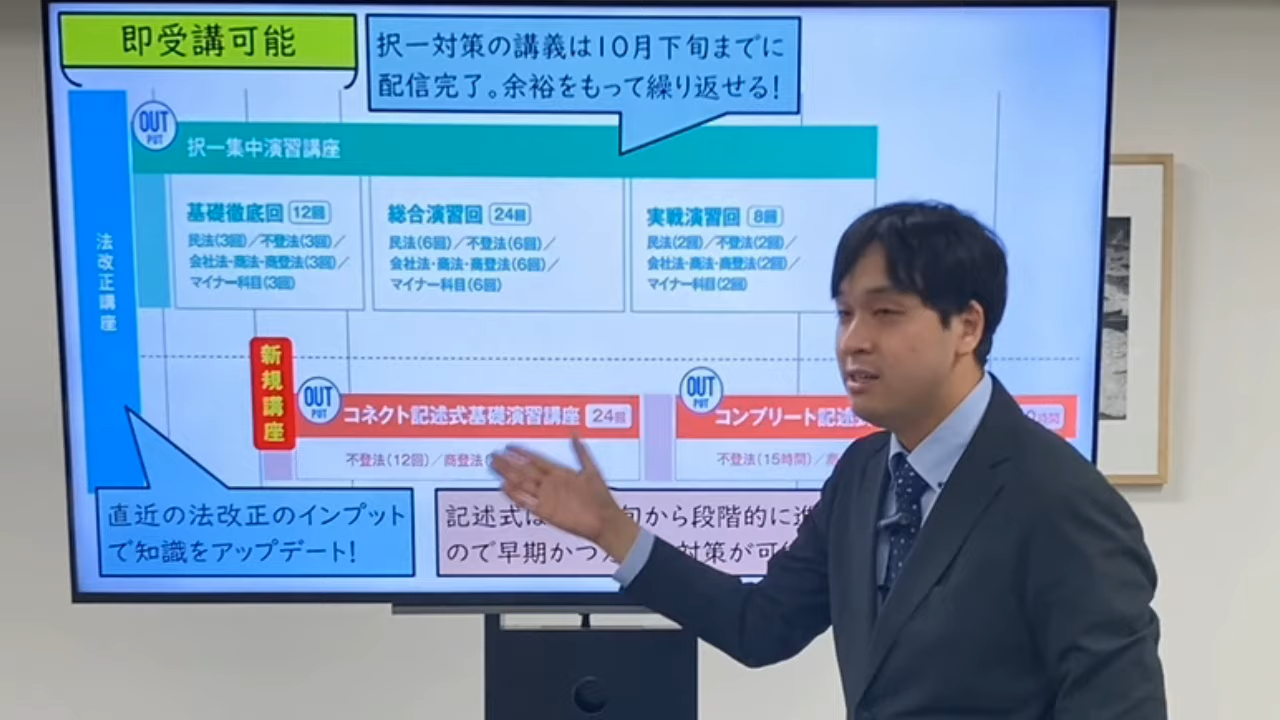 即受講可能
択一対策の講義は10月下旬までに
配信完了。余裕をもって繰り返せる!
OUT
PUT
択一集中演習講座
基礎徹底回 12回
民法(3回)/不登法(3回)/
会社法・商法・商登法(3回)/
マイナー科目(3回)
総合演習回 24回
民法(6回)/不登法(6回)/
会社法・商法・商登法(6回)/
マイナー科目(6回)
実戦演習回 8回
民法(2回)/不登法(2回)/
会社法・商法・商登法(2回)/
マイナー科目(2回)
法改正講座
新規講座
OUT
PUT
コネクト記述式基礎演習講座 24回
不登法(12回)/商登法(
OUT
PUT
コンプリート記述 時間
不登法(15時間)/
直近の法改正のインプット
で知識をアップデート!
記述式は 旬から段階的に進
ので早期かつ 対策が可